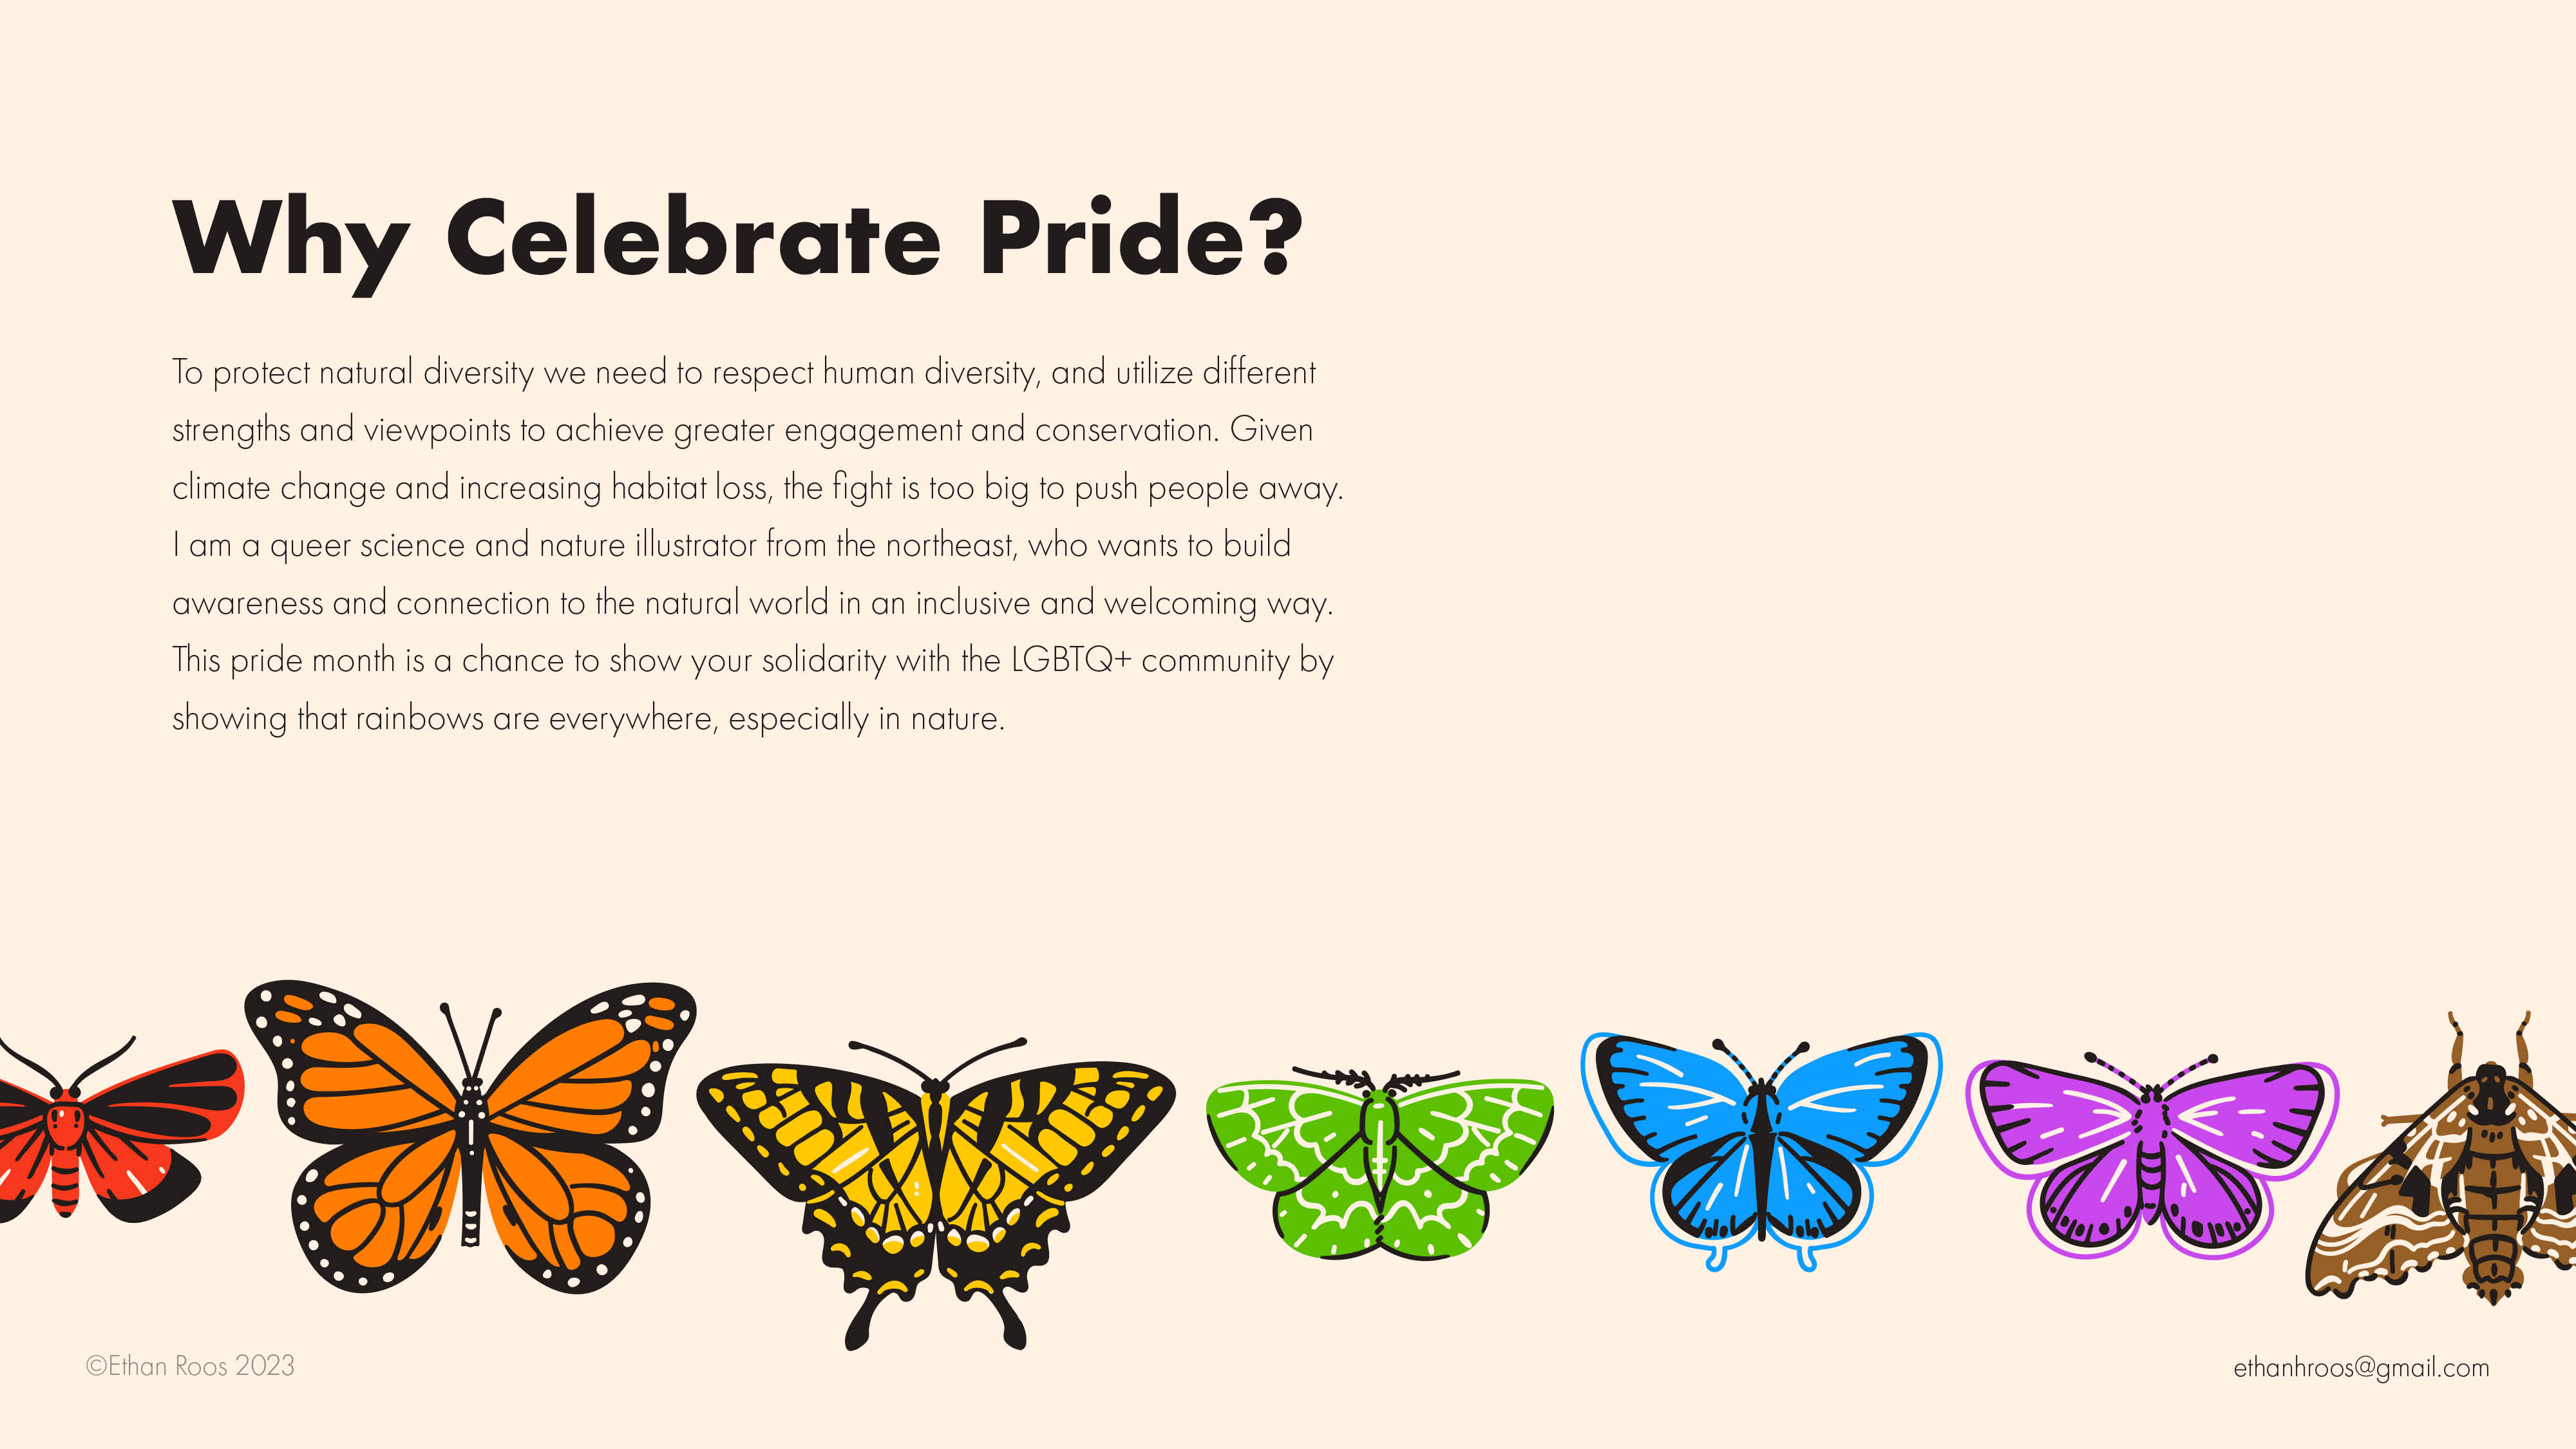 Why Celebrate Pride?
To protect natural diversity we need to respect human diversity, and utilize different
strengths and viewpoints to achieve greater engagement and conservation. Given
climate change and increasing habitat loss, the fight is too big to push people away.
I am a queer science and nature illustrator from the northeast, who wants to build
awareness and connection to the natural world in an inclusive and welcoming way.
This pride month is a chance to show your solidarity with the LGBTQ+ community by
showing that rainbows are everywhere, especially in nature.
©Ethan Roos 2023
ethanhroos@gmail.com